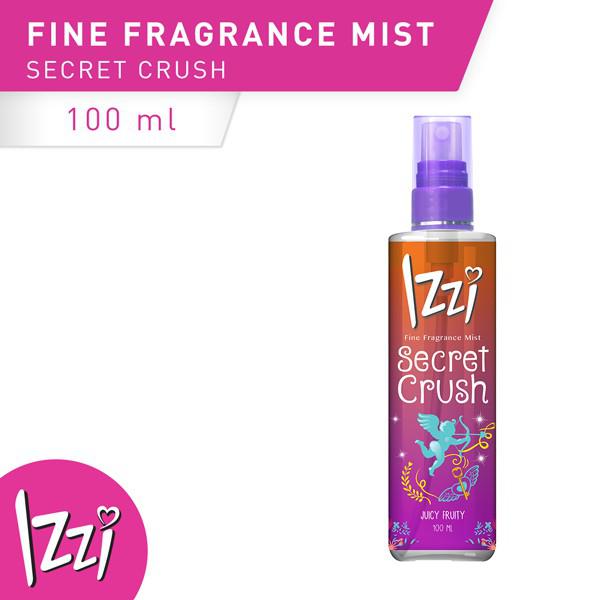 FINE FRAGRANCE MIST
SECRET CRUSH
100 ml
Izzi
Fine Fragrance Mist
Secret
Crush
JUICY FRUITY
100 ML
Izzi